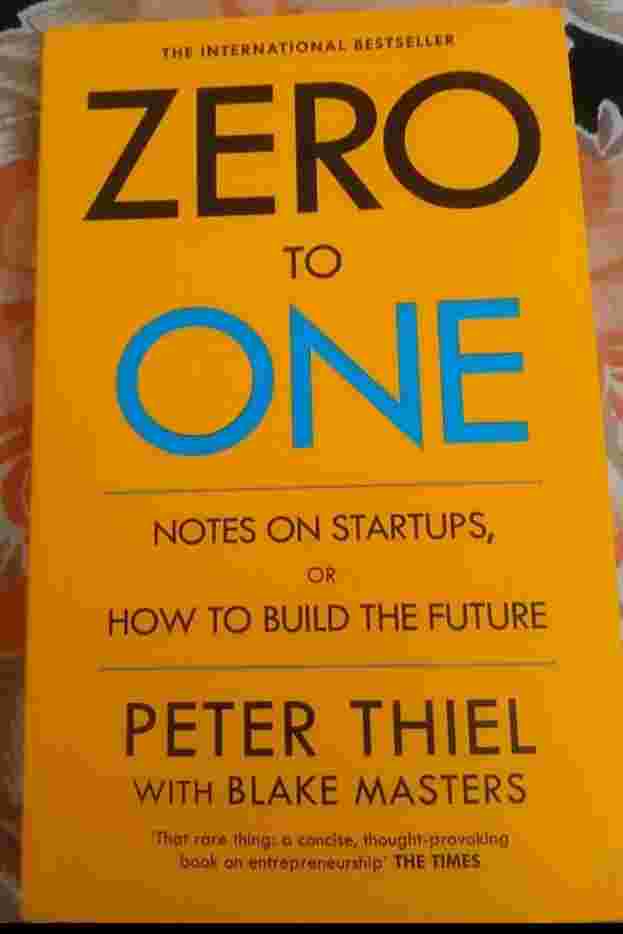 THE INTERNATIONAL BESTSELLER
ZERO
TO
ONE
NOTES ON STARTUPS,
OR
HOW TO BUILD THE FUTURE
PETER THIEL
WITH BLAKE MASTERS
'That rare thing: a concise, thought-provoking
book on entrepreneurship' THE TIMES